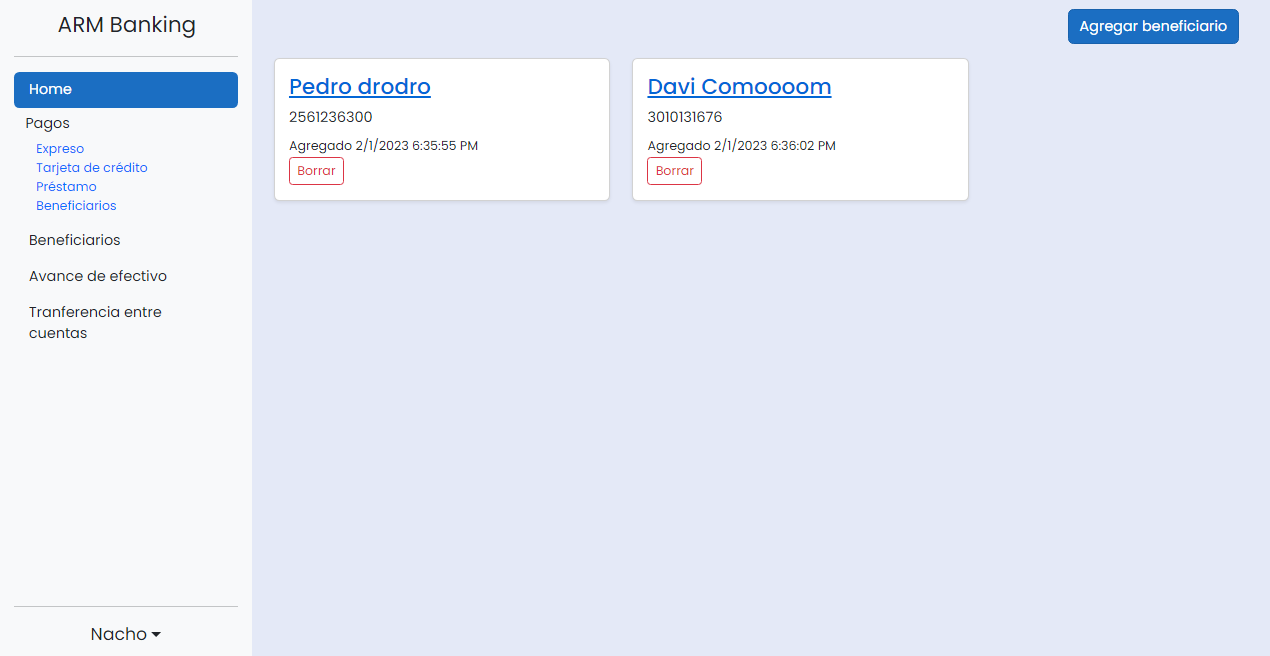 ARM Banking
Home
Pagos
Expreso
Tarjeta de crédito
Préstamo
Beneficiarios
Beneficiarios
Avance de efectivo
Tranferencia entre
cuentas
Nacho
Agregar beneficiario
Pedro drodro
2561236300
Agregado 2/1/2023 6:35:55 PM
Borrar
Davi Comoooom
3010131676
Agregado 2/1/2023 6:36:02 PM
Borrar